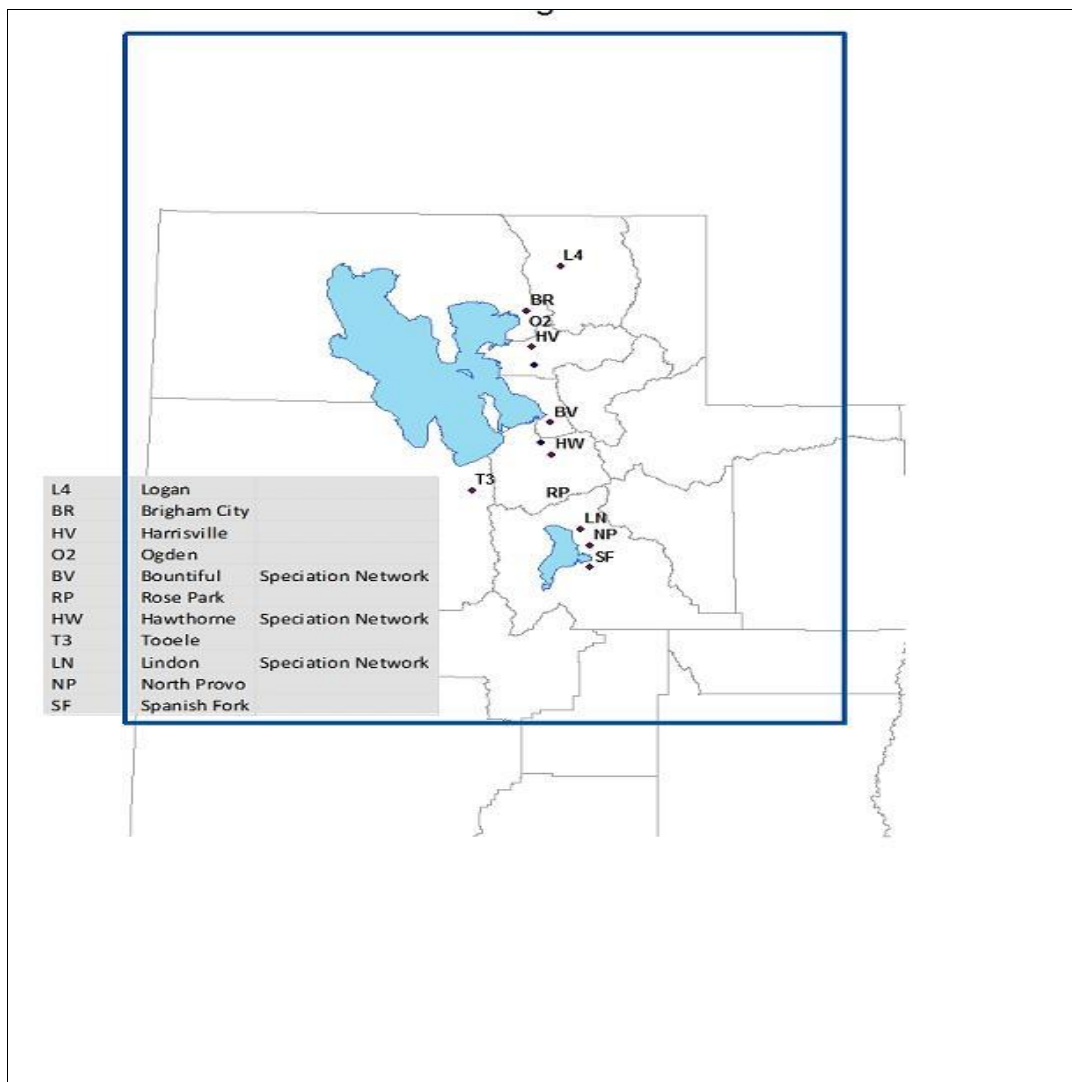 L4
BR
O2
HV
BV
HW
T3
RP
LN
NP
SF
L4 Logan
BR Brigham City
HV Harrisville
O2 Ogden
BV Bountiful Speciation Network
RP Rose Park
HW Hawthorne Speciation Network
T3 Tooele
LN Lindon Speciation Network
NP North Provo
SF Spanish Fork